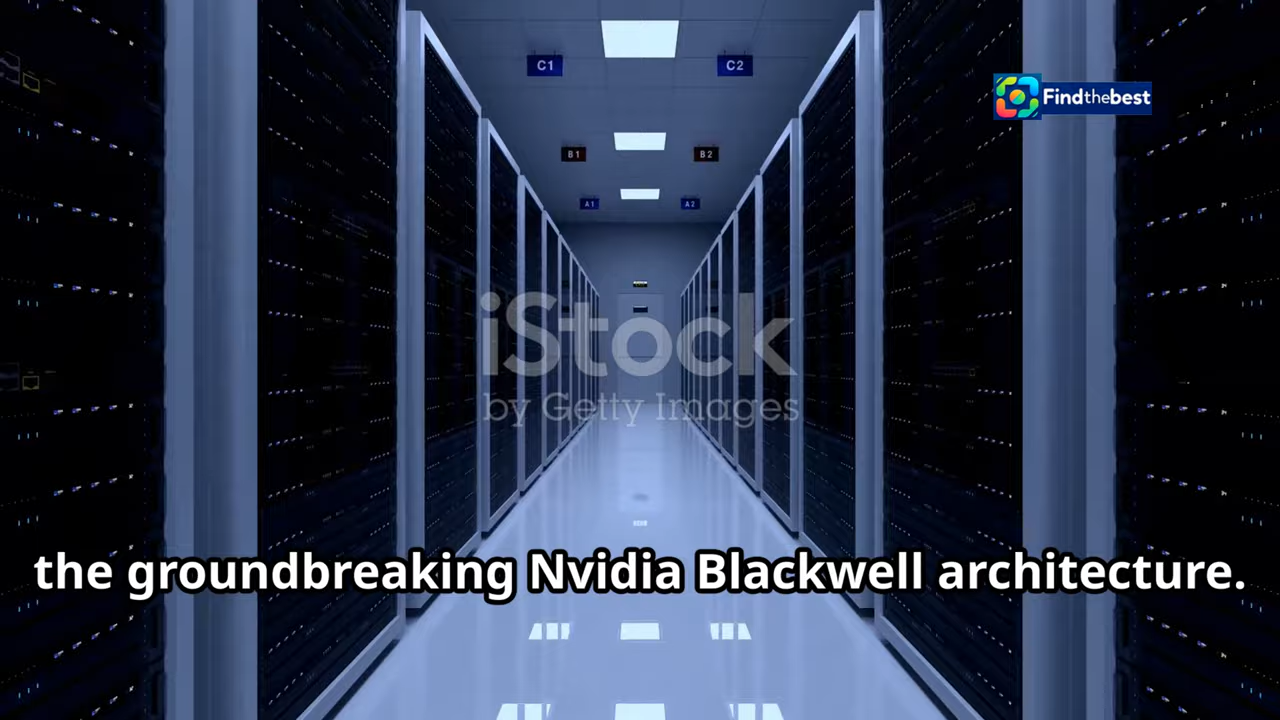 C1
C2
Findthebest
B1
B2
A1
A2
iStock
by Getty Images
the groundbreaking Nvidia Blackwell architecture.